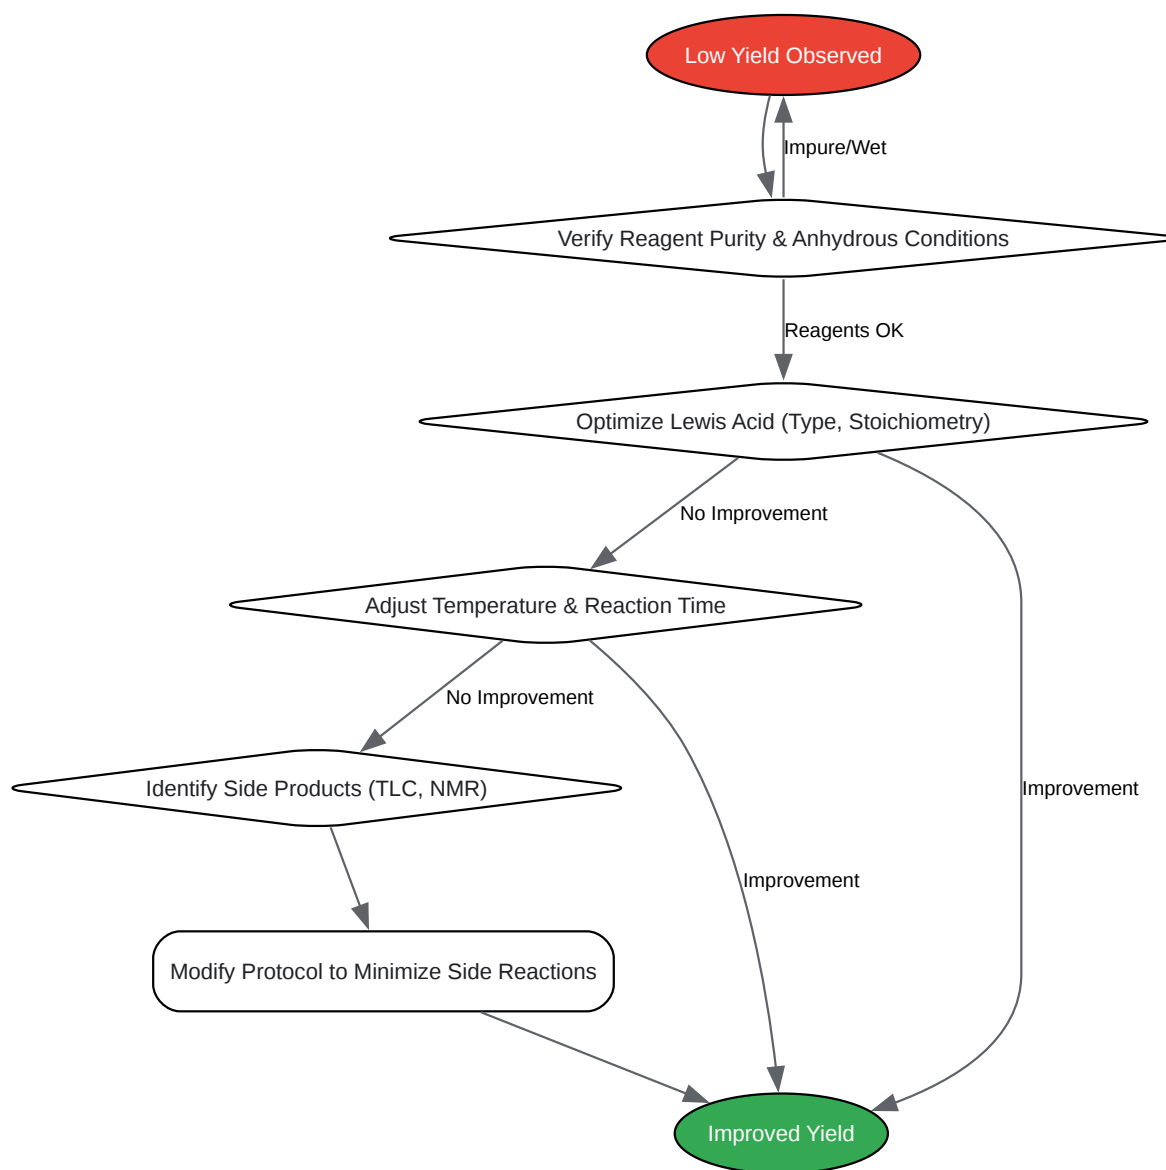 Low Yield Observed
Impure/Wet
Verify Reagent Purity & Anhydrous Conditions
Reagents OK
Optimize Lewis Acid (Type, Stoichiometry)
No Improvement
Adjust Temperature & Reaction Time
No Improvement
Identify Side Products (TLC, NMR)
Improvement
Improvement
Modify Protocol to Minimize Side Reactions
Improved Yield